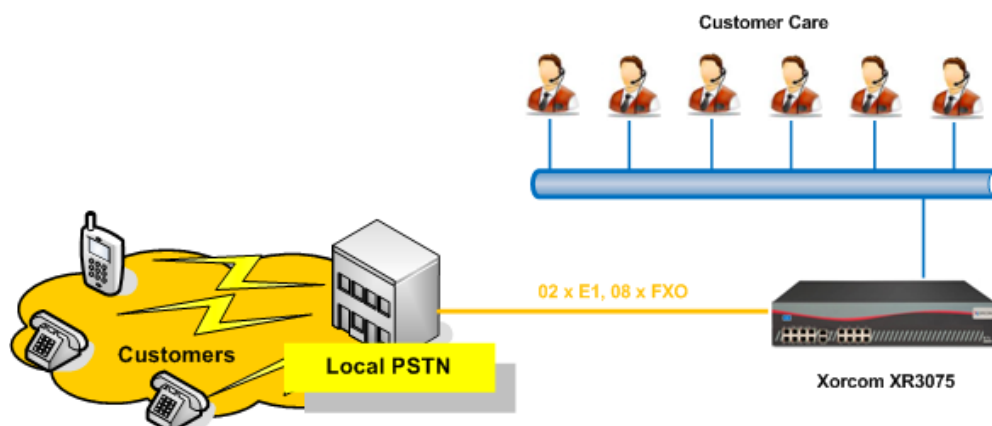 Customer Care
02 x E1, 08 x FXO
Customers
Local PSTN
Xorcom XR3075